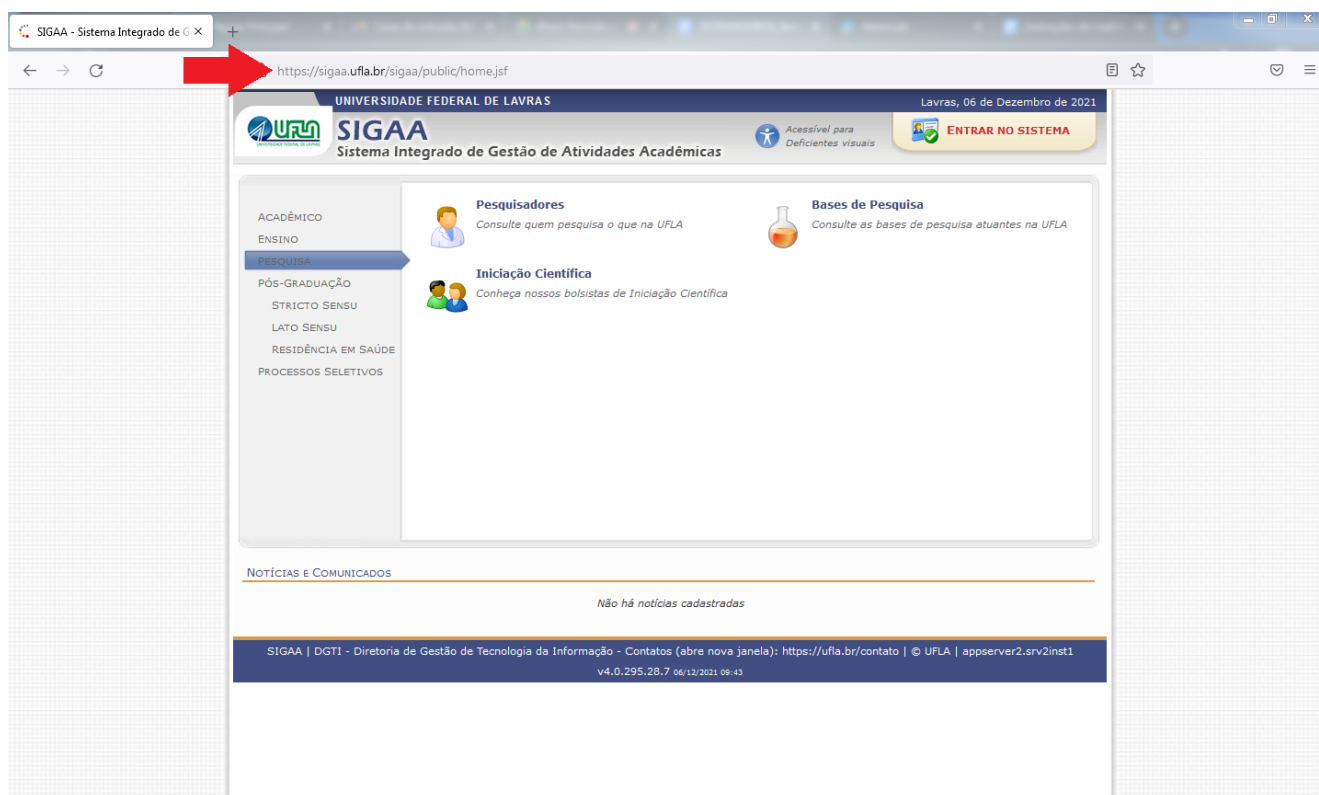 SIGAA - Sistema Integrado de G
https://sigaa.ufla.br/sigaa/public/home.jsf
UNIVERSIDADE FEDERAL DE LAVRAS
Lavras, 06 de Dezembro de 2021
UFLA
UNIVERSIDADE FEDERAL DE LAVRAS
SIGAA
Sistema Integrado de Gestão de Atividades Acadêmicas
Acessível para
Deficientes visuais
ENTRAR NO SISTEMA
ACADÊMICO
ENSINO
PESQUISA
PÓS-GRADUAÇÃO
STRICTO SENSU
LATO SENSU
RESIDÊNCIA EM SAÚDE
PROCESSOS SELETIVOS
Pesquisadores
Consulte quem pesquisa o que na UFLA
Bases de Pesquisa
Consulte as bases de pesquisa atuantes na UFLA
Iniciação Científica
Conheça nossos bolsistas de Iniciação Científica
NOTÍCIAS E COMUNICADOS
Não há notícias cadastradas
SIGAA | DGTI - Diretoria de Gestão de Tecnologia da Informação - Contatos (abre nova janela): https://ufla.br/contato | © UFLA | appserver2.srv2inst1
v4.0.295.28.7 06/12/2021 09:43